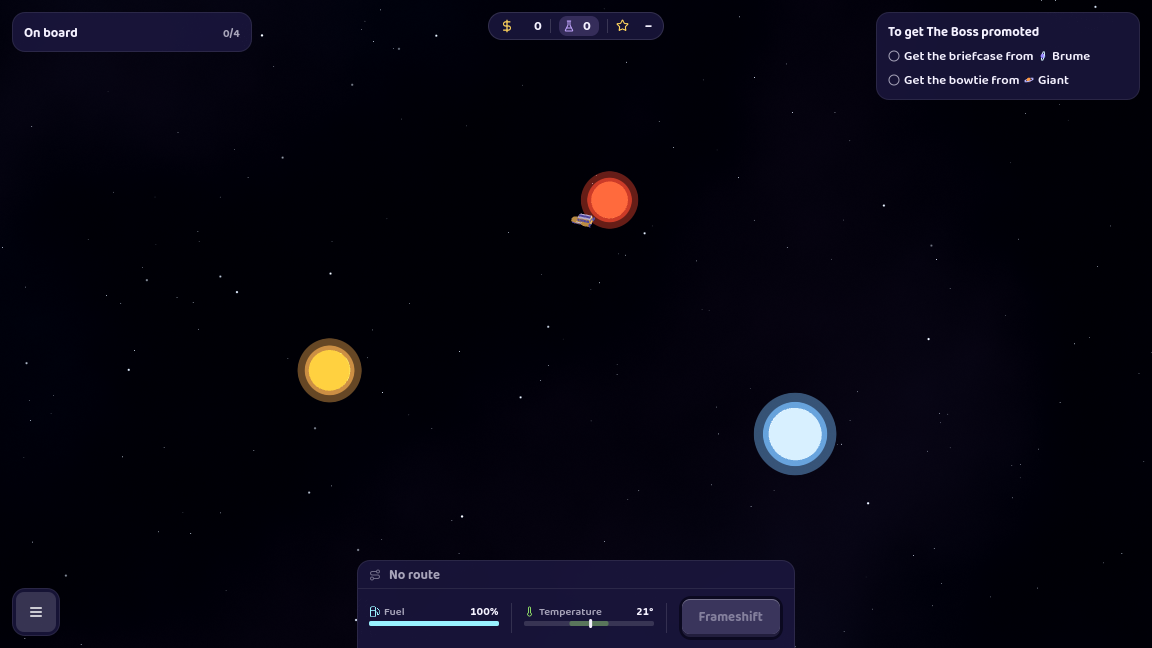 On board 0/4
$ 0 0 –
To get The Boss promoted
Get the briefcase from Brume
Get the bowtie from Giant
No route
Fuel 100%
Temperature 21°
Frameshift